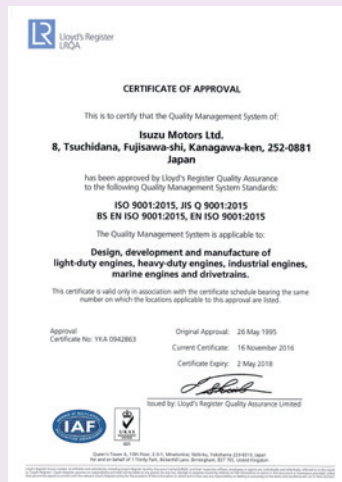 LR
Lloyd's Register
LRQA
CERTIFICATE OF APPROVAL
This is to certify that the Quality Management System of:
Isuzu Motors Ltd.
8, Tsuchidana, Fujisawa-shi, Kanagawa-ken, 252-0881
Japan
has been approved by Lloyd's Register Quality Assurance
to the following Quality Management System Standards:
ISO 9001:2015, JIS Q 9001:2015
BS EN ISO 9001:2015, EN ISO 9001:2015
The Quality Management System is applicable to:
Design, development and manufacture of
light-duty engines, heavy-duty engines, industrial engines,
marine engines and drivetrains.
This certificate is valid only in association with the certificate schedule bearing the same
number on which the locations applicable to this approval are listed.
Approval
Certificate No: YKA 0942863
Original Approval: 26 May 1995
Current Certificate: 16 November 2016
Certificate Expiry: 2 May 2018
Issued by: Lloyd's Register Quality Assurance Limited
IAF
UKAS